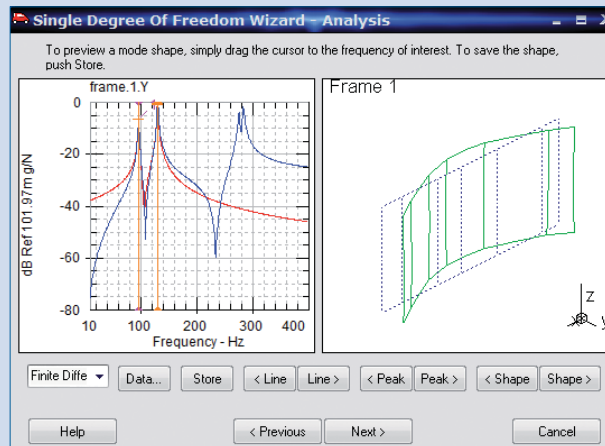 Single Degree Of Freedom Wizard - Analysis
To preview a mode shape, simply drag the cursor to the frequency of interest. To save the shape,
push Store.
frame.1.Y
Frame 1
dB Ref 101.97m g/N
0
-20
-40
-60
-80
10 100 200 300 400
Frequency - Hz
Z
y
Finite Diffe
Data...
Store
< Line
Line >
< Peak
Peak >
< Shape
Shape >
Help
< Previous
Next >
Cancel